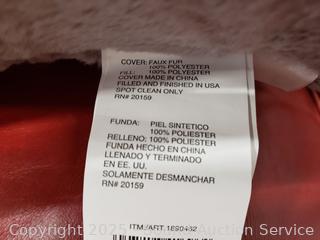 COVER: FAUX FUR
100% POLYESTER
FILL: 100% POLYESTER
COVER MADE IN CHINA
FILLED AND FINISHED IN USA
SPOT CLEAN ONLY
RN# 20159
FUNDA: PIEL SINTETICO
100% POLIESTER
RELLENO: 100% POLIESTER
FUNDA HECHO EN CHINA
LLENADO Y TERMINADO
EN EE. UU.
SOLAMENTE DESMANCHAR
RN# 20159
ITM./ART. 1890462
Copyright 2025 Auction Service